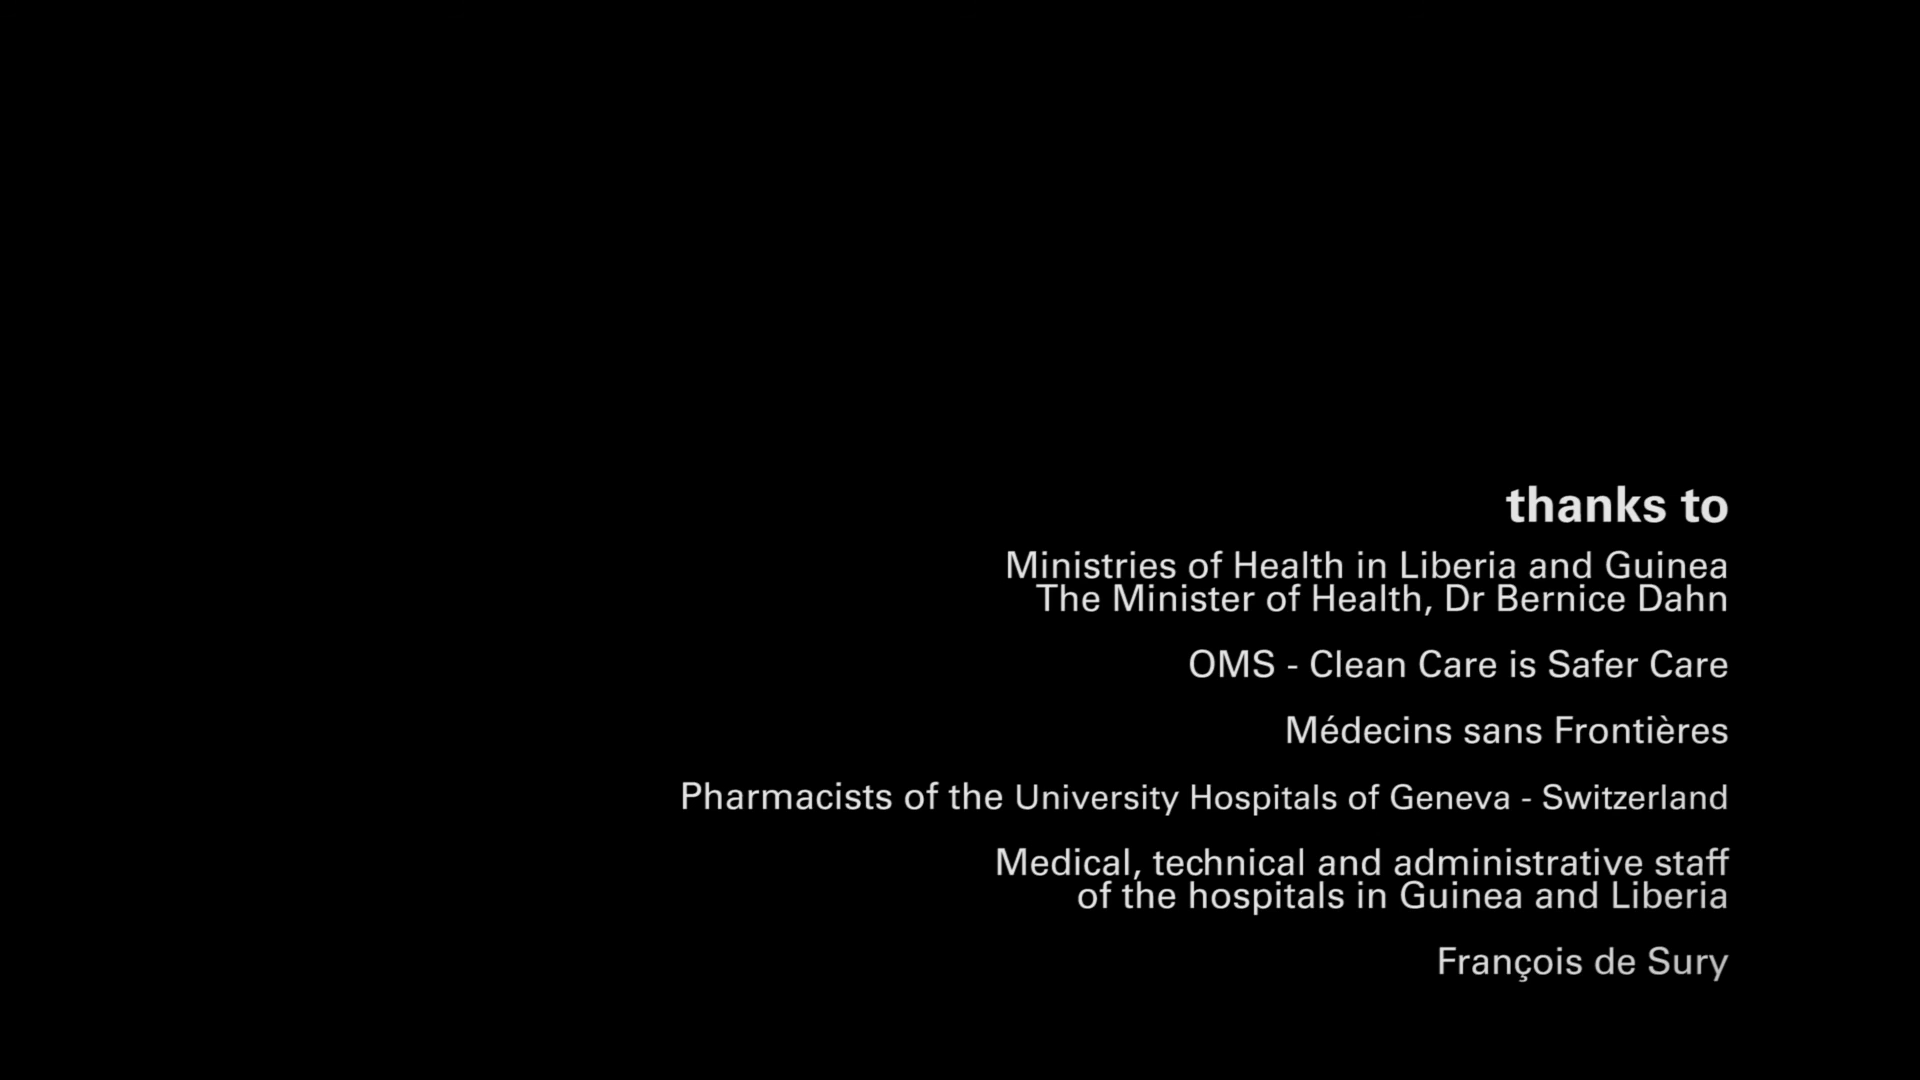 thanks to
Ministries of Health in Liberia and Guinea
The Minister of Health, Dr Bernice Dahn
OMS - Clean Care is Safer Care
Médecins sans Frontières
Pharmacists of the University Hospitals of Geneva - Switzerland
Medical, technical and administrative staff
of the hospitals in Guinea and Liberia
François de Sury